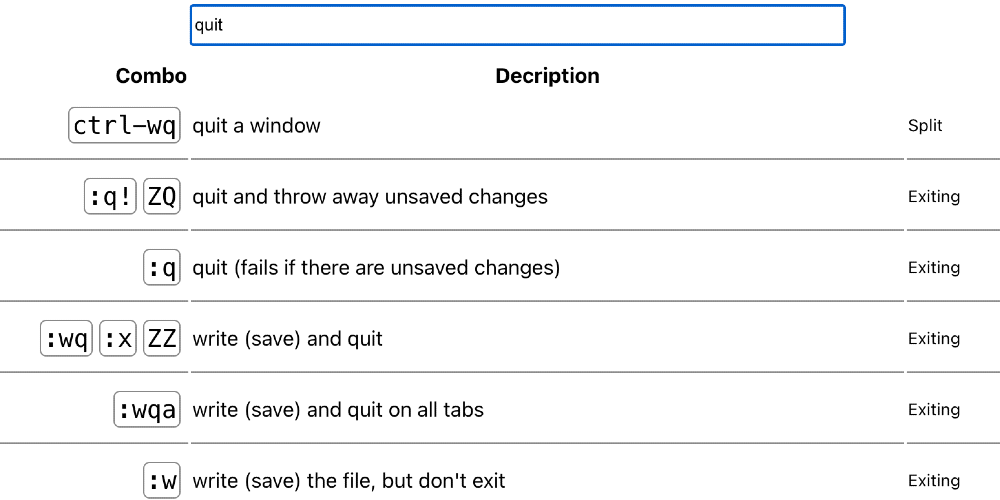 quit
Combo Decription
ctrl-wq quit a window Split
:q! ZQ quit and throw away unsaved changes Exiting
:q quit (fails if there are unsaved changes) Exiting
:wq :x ZZ write (save) and quit Exiting
:wqa write (save) and quit on all tabs Exiting
:w write (save) the file, but don't exit Exiting